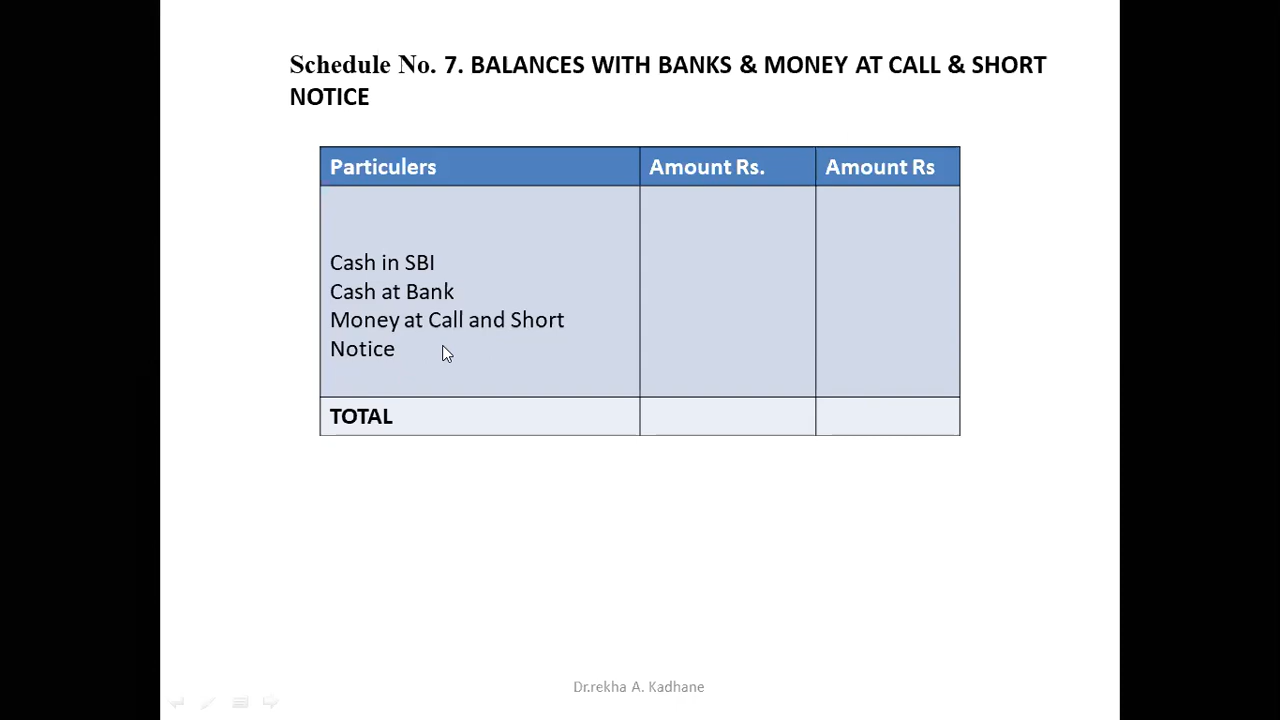 Schedule No. 7. BALANCES WITH BANKS & MONEY AT CALL & SHORT
NOTICE
Particulers Amount Rs. Amount Rs
Cash in SBI
Cash at Bank
Money at Call and Short
Notice
TOTAL
Dr.rekha A. Kadhane